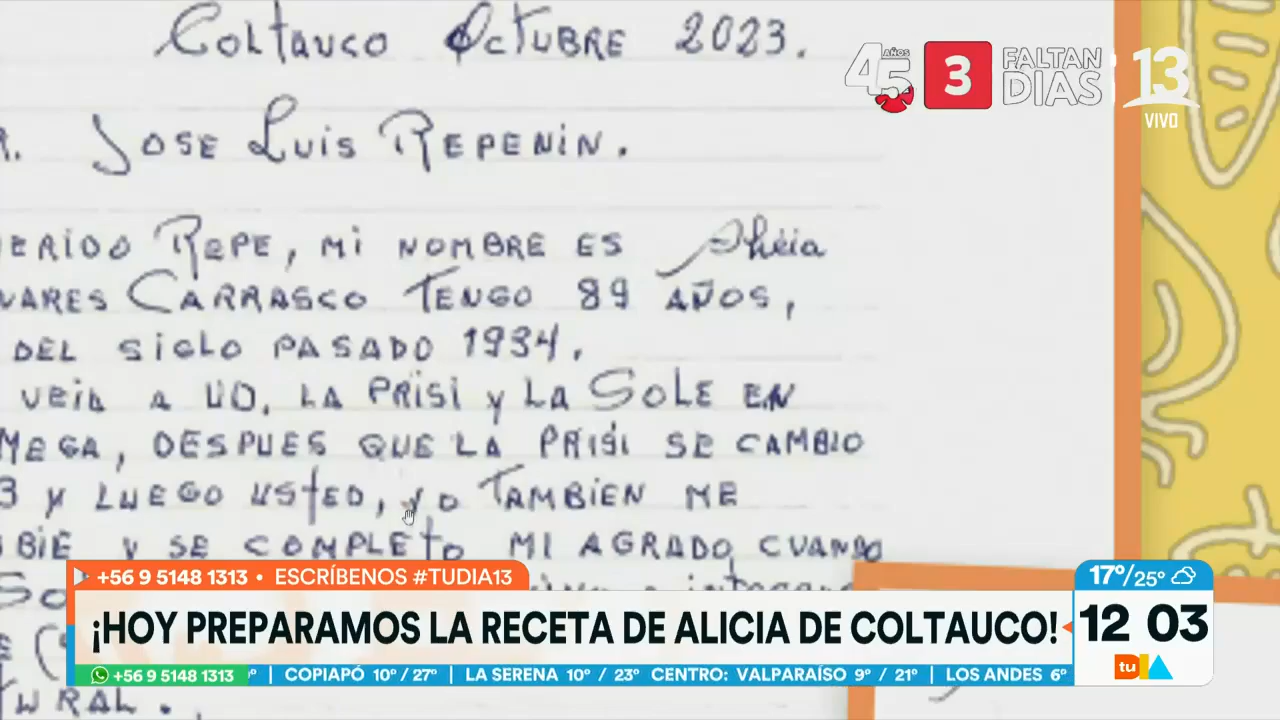 Coltauco Octubre 2023.
R. Jose Luis Repenin.
ERIDO REPE, MI NOMBRE ES Alicia
VARES CARRASCO TENGO 89 AÑOS,
DEL SIGLO PASADO 1934.
VEIA A UD, LA PRISI Y LA SOLE EN
MEGA, DESPUES QUE LA PRISI SE CAMBIO
3 Y LUEGO USTED, YO TAMBIEN ME
BIE Y SE COMPLETO MI AGRADO CUANDO
SO
URAL.
45 AÑOS
3
FALTAN
DIAS
13
VIVO
+56 9 5148 1313 • ESCRÍBENOS #TUDIA13
¡HOY PREPARAMOS LA RECETA DE ALICIA DE COLTAUCO!
17°/25°
12 03
tu DIA
+56 9 5148 1313 ° | COPIAPÓ 10°/27° | LA SERENA 10° / 23° CENTRO: VALPARAÍSO 9° / 21° | LOS ANDES 6°